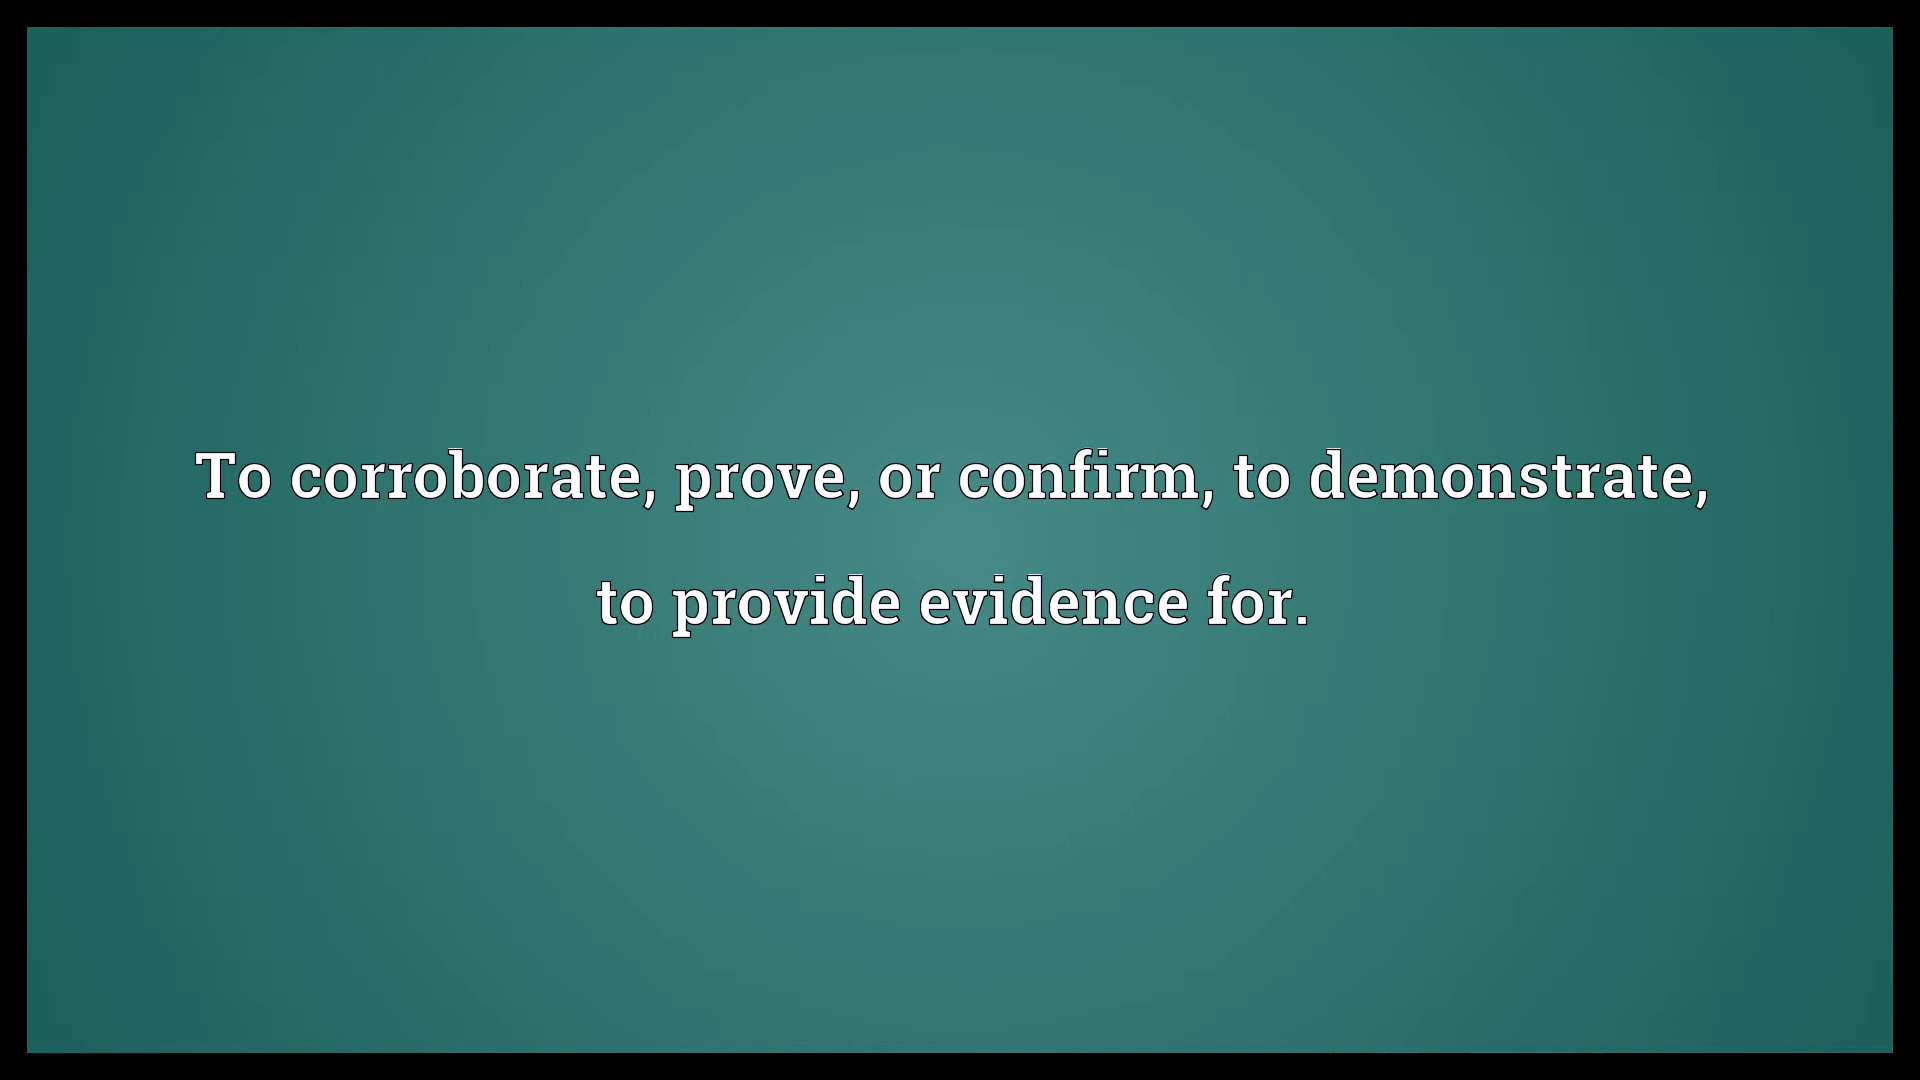 To corroborate, prove, or confirm, to demonstrate,
to provide evidence for.